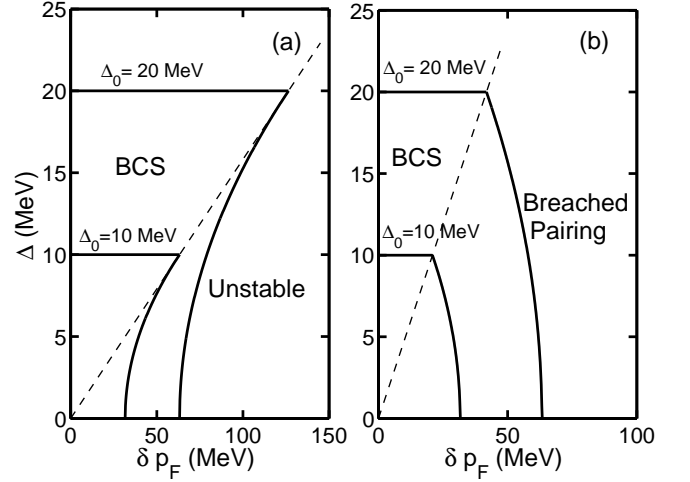 (a)
(b)
25
20
15
10
5
0
Δ (MeV)
Δ₀= 20 MeV
BCS
Δ₀=10 MeV
Unstable
0
50
100
150
δ p_F (MeV)
25
20
15
10
5
0
Δ₀= 20 MeV
BCS
Breached
Pairing
Δ₀=10 MeV
0
50
100
δ p_F (MeV)